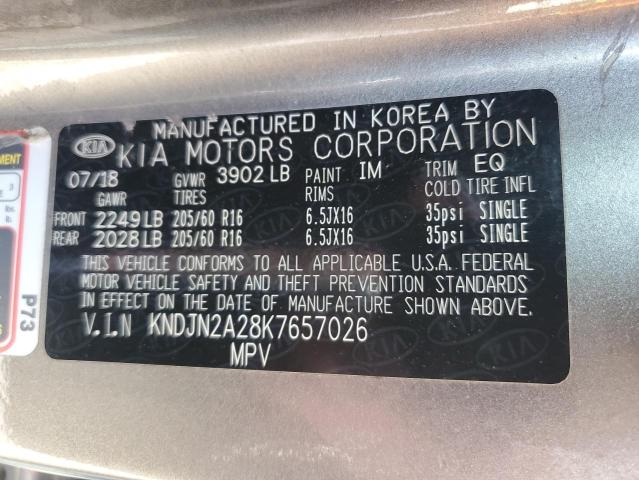 MANUFACTURED IN KOREA BY
KIA KIA MOTORS CORPORATION
07/18 GVWR 3902 LB PAINT IM TRIM EQ
GAWR TIRES RIMS COLD TIRE INFL
FRONT 2249 LB 205/60 R16 6.5JX16 35psi SINGLE
REAR 2028 LB 205/60 R16 6.5JX16 35psi SINGLE
THIS VEHICLE CONFORMS TO ALL APPLICABLE U.S.A. FEDERAL
MOTOR VEHICLE SAFETY AND THEFT PREVENTION STANDARDS
IN EFFECT ON THE DATE OF MANUFACTURE SHOWN ABOVE.
V.I.N KNDJN2A28K7657026
MPV
P73